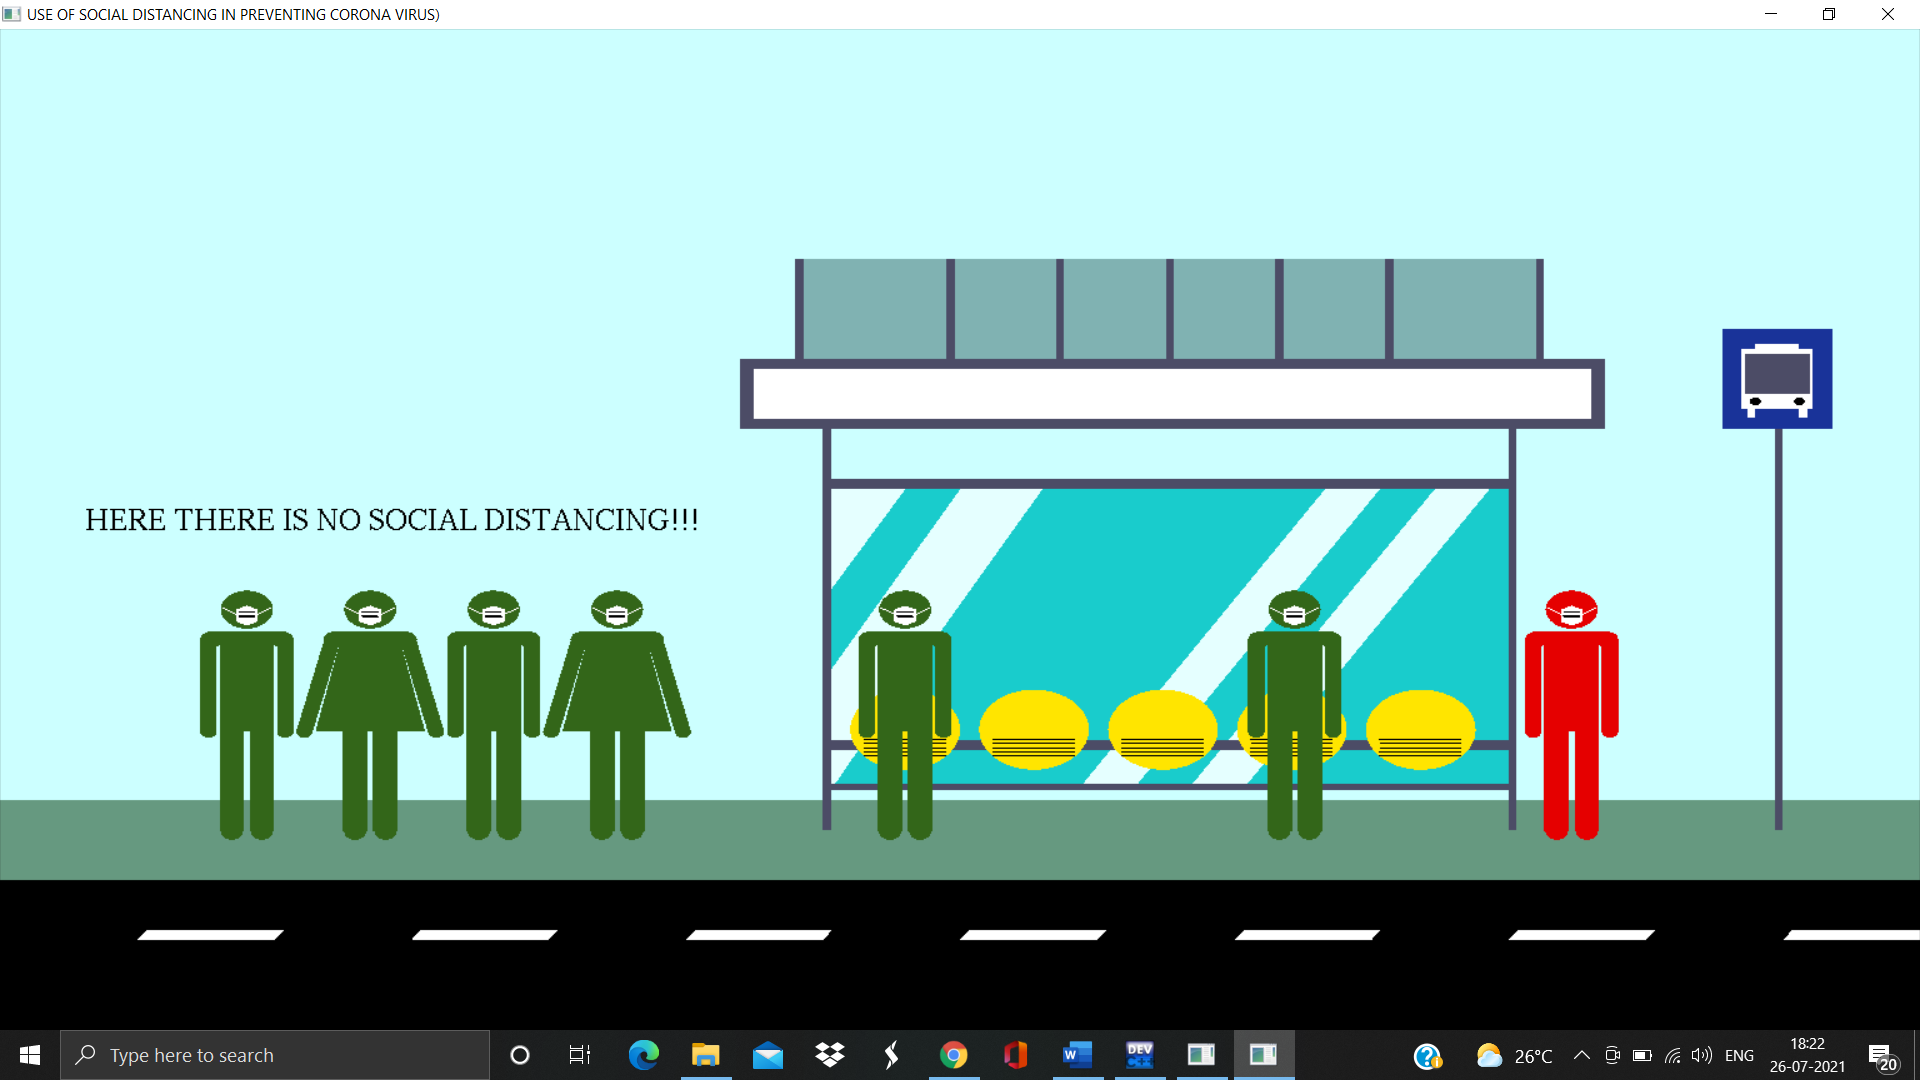 USE OF SOCIAL DISTANCING IN PREVENTING CORONA VIRUS)
HERE THERE IS NO SOCIAL DISTANCING!!!
Type here to search
W
DEV
C++
26°C
ENG
18:22
26-07-2021
20